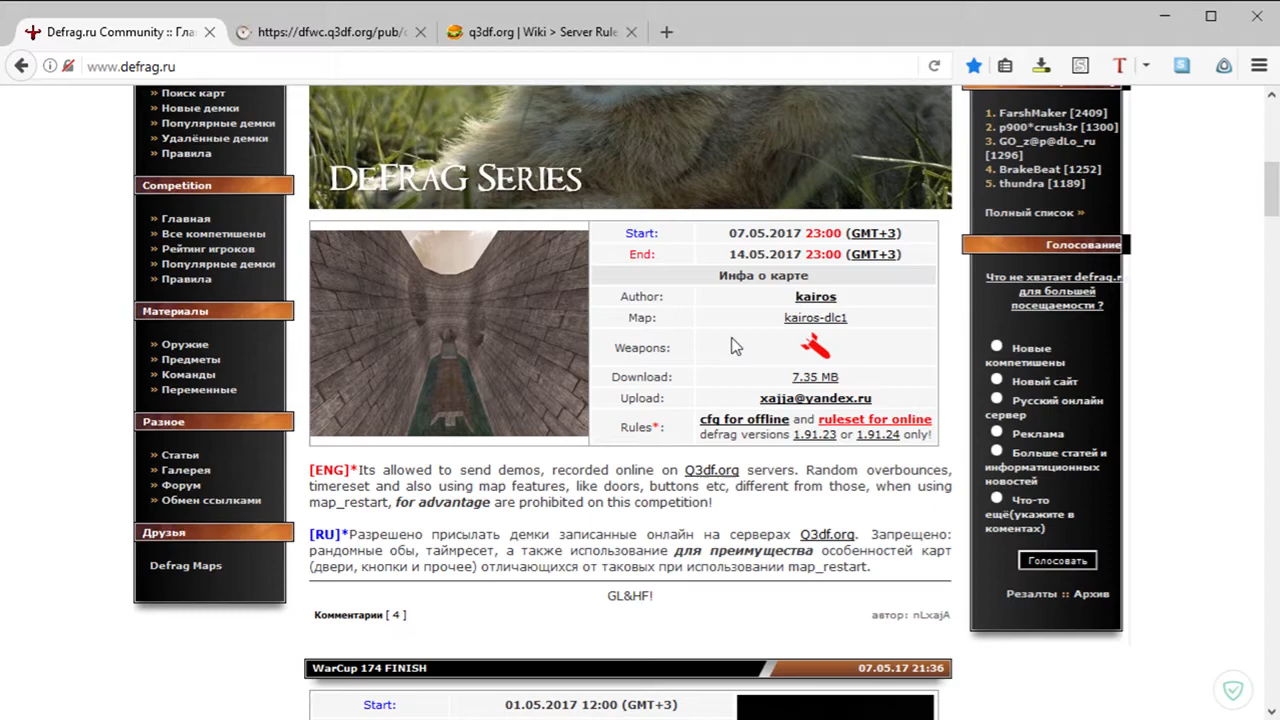 Defrag.ru Community :: Гла
https://dfwc.q3df.org/pub/
q3df.org | Wiki > Server Rule
www.defrag.ru
» Поиск карт
» Новые демки
» Популярные демки
» Удалённые демки
» Правила
Competition
» Главная
» Все компетишены
» Рейтинг игроков
» Популярные демки
» Правила
Материалы
» Оружие
» Предметы
» Команды
» Переменные
Разное
» Статьи
» Галерея
» Форум
» Обмен ссылками
Друзья
Defrag Maps
DEFRAG SERIES
Start: 07.05.2017 23:00 (GMT+3)
End: 14.05.2017 23:00 (GMT+3)
Инфа о карте
Author: kairos
Map: kairos-dlc1
Weapons:
Download: 7.35 MB
Upload: xajja@yandex.ru
Rules*: cfg for offline and ruleset for online
defrag versions 1.91.23 or 1.91.24 only!
[ENG]*Its allowed to send demos, recorded online on Q3df.org servers. Random overbounces,
timereset and also using map features, like doors, buttons etc, different from those, when using
map_restart, for advantage are prohibited on this competition!
[RU]*Разрешено присылать демки записанные онлайн на серверах Q3df.org. Запрещено:
рандомные обы, таймресет, а также использование для преимущества особенностей карт
(двери, кнопки и прочее) отличающихся от таковых при использовании map_restart.
GL&HF!
Комментарии [ 4 ] автор: nLxajA
WarCup 174 FINISH 07.05.17 21:36
Start: 01.05.2017 12:00 (GMT+3)
1. FarshMaker [2409]
2. p900*crush3r [1300]
3. GO_z@p@dLo_ru
[1296]
4. BrakeBeat [1252]
5. thundra [1189]
Полный список »
Голосование
Что не хватает defrag.r
для большей
посещаемости ?
Новые
компетишены
Новый сайт
Русский онлайн
сервер
Реклама
Больше статей и
информатиционных
новостей
Что-то
ещё(укажите в
коментах)
Голосовать
Резалты :: Архив